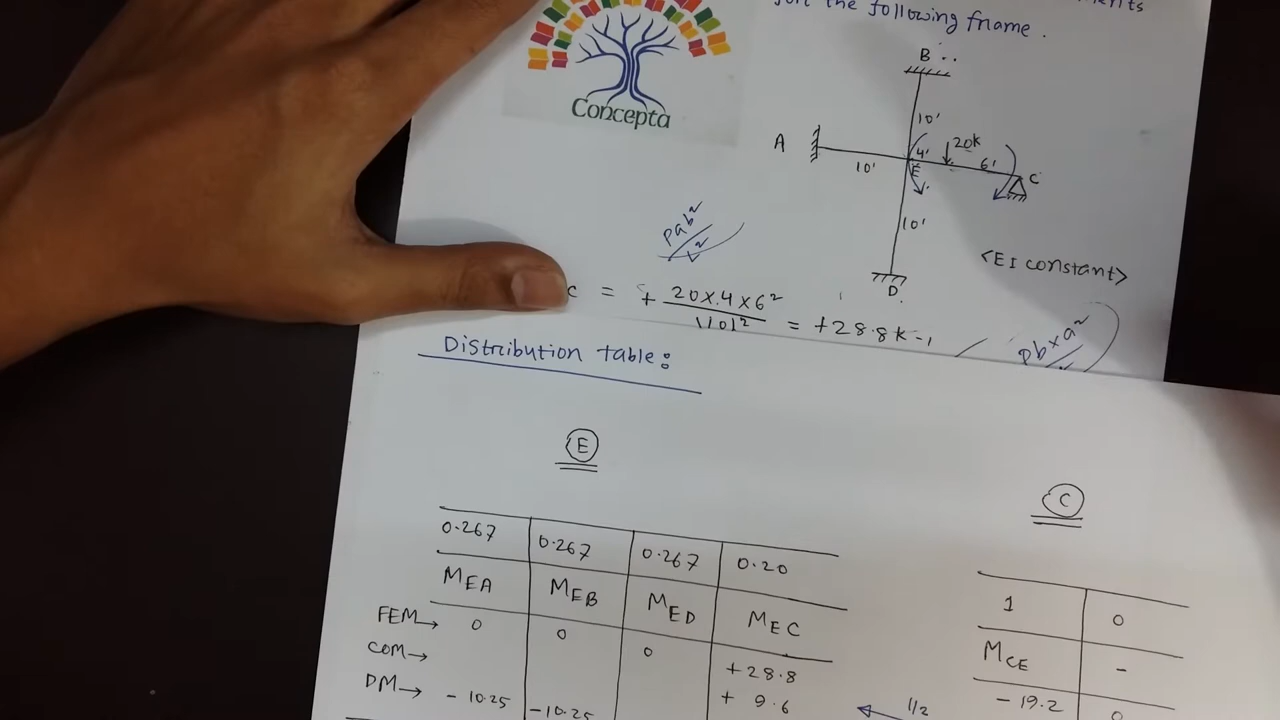 for the following frame.
Concepta
B
10'
A
20k
4'
6'
10'
E
C
10'
D
<EI constant>
Pab²
L²
c = + 20 x 4 x 6² / (10)² = +28.8 k-1
Pb x a²
Distribution table:
E
C
0.267 0.267 0.267 0.20
MEA MEB MED MEC
FEM→ 0 0 0 +28.8
COM→ + 9.6
DM→ - 10.25 -10.25
1/2
1 0
MCE -
- 19.2 0